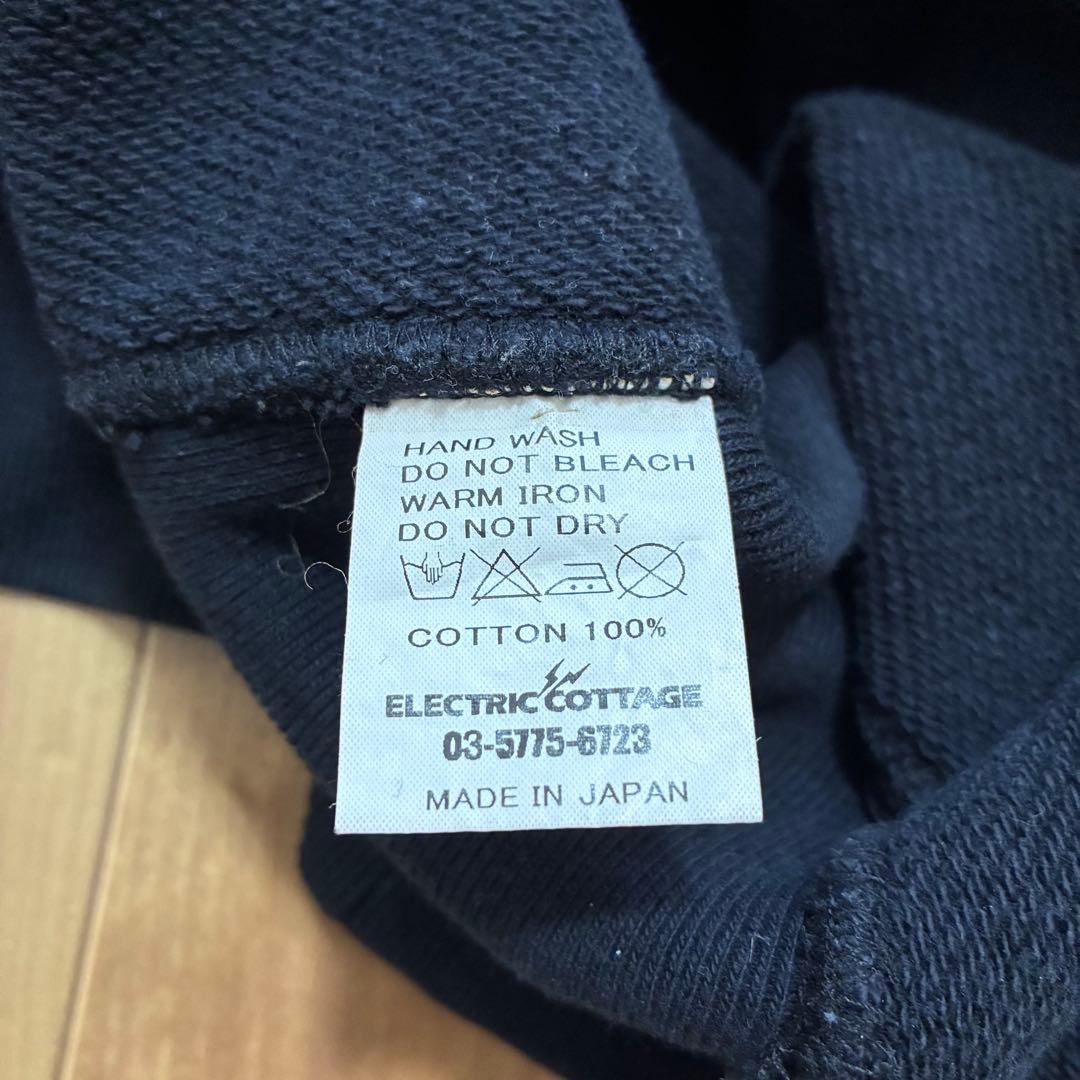 HAND WASH
DO NOT BLEACH
WARM IRON
DO NOT DRY
COTTON 100%
ELECTRIC COTTAGE
03-5775-6723
MADE IN JAPAN